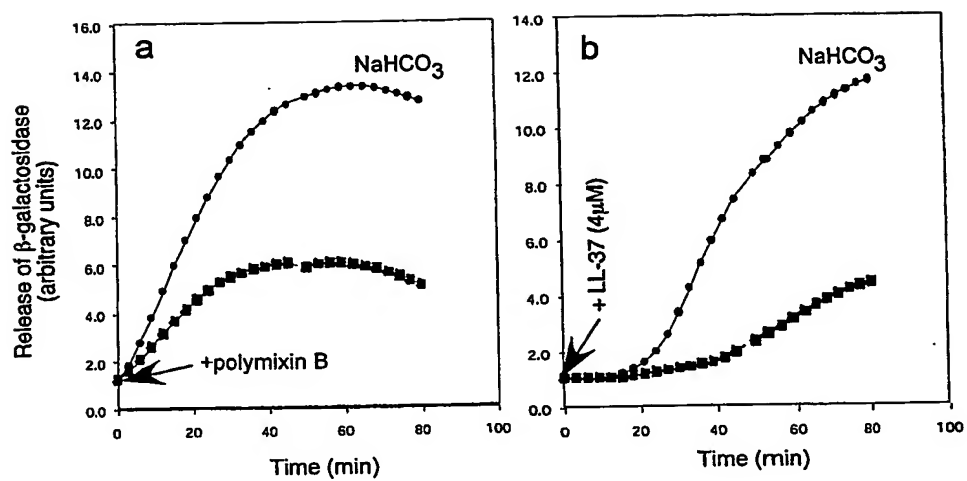 Release of β-galactosidase
(arbitrary units)
a
16.0
14.0
12.0
10.0
8.0
6.0
4.0
2.0
0.0
NaHCO3
+polymixin B
0 20 40 60 80 100
Time (min)
b
14.0
12.0
10.0
8.0
6.0
4.0
2.0
0.0
NaHCO3
+ LL-37 (4μM)
0 20 40 60 80 100
Time (min)